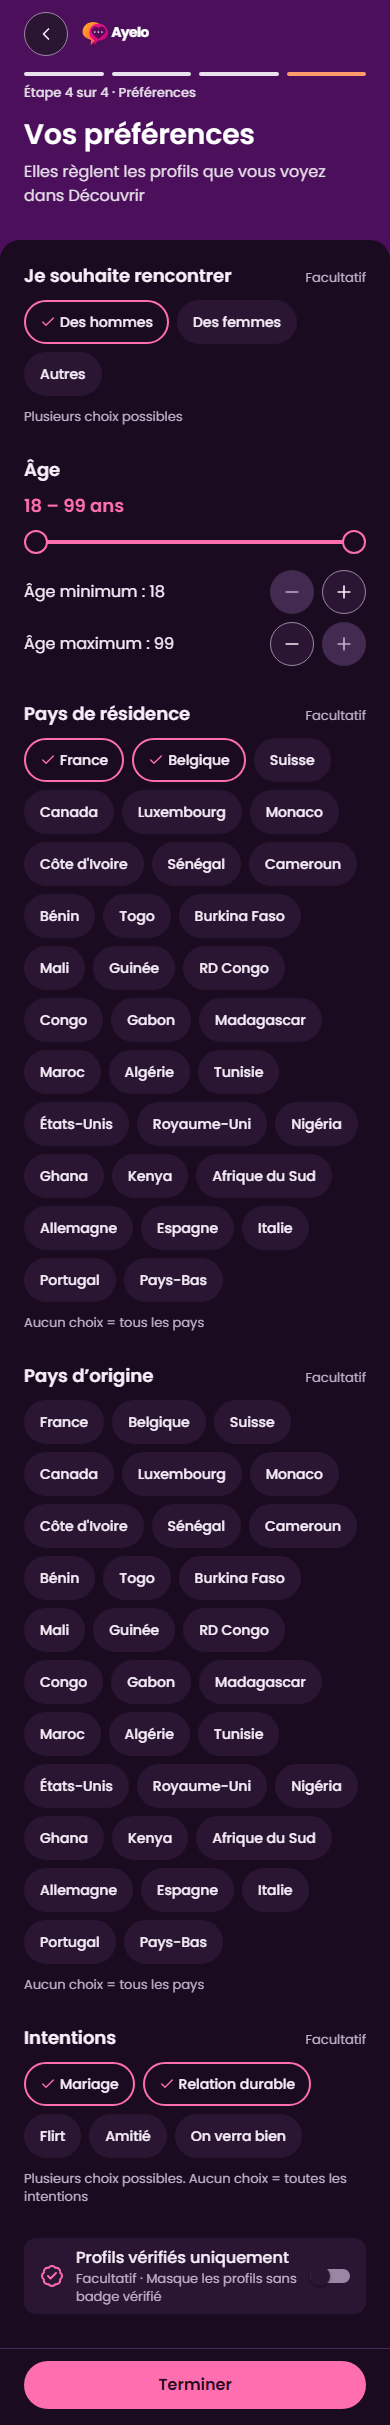 Ayelo
Étape 4 sur 4 · Préférences
Vos préférences
Elles règlent les profils que vous voyez
dans Découvrir
Je souhaite rencontrer Facultatif
Des hommes Des femmes
Autres
Plusieurs choix possibles
Âge
18 – 99 ans
Âge minimum : 18
Âge maximum : 99
Pays de résidence Facultatif
France Belgique Suisse
Canada Luxembourg Monaco
Côte d'Ivoire Sénégal Cameroun
Bénin Togo Burkina Faso
Mali Guinée RD Congo
Congo Gabon Madagascar
Maroc Algérie Tunisie
États-Unis Royaume-Uni Nigéria
Ghana Kenya Afrique du Sud
Allemagne Espagne Italie
Portugal Pays-Bas
Aucun choix = tous les pays
Pays d’origine Facultatif
France Belgique Suisse
Canada Luxembourg Monaco
Côte d'Ivoire Sénégal Cameroun
Bénin Togo Burkina Faso
Mali Guinée RD Congo
Congo Gabon Madagascar
Maroc Algérie Tunisie
États-Unis Royaume-Uni Nigéria
Ghana Kenya Afrique du Sud
Allemagne Espagne Italie
Portugal Pays-Bas
Aucun choix = tous les pays
Intentions Facultatif
Mariage Relation durable
Flirt Amitié On verra bien
Plusieurs choix possibles. Aucun choix = toutes les
intentions
Profils vérifiés uniquement
Facultatif · Masque les profils sans
badge vérifié
Terminer